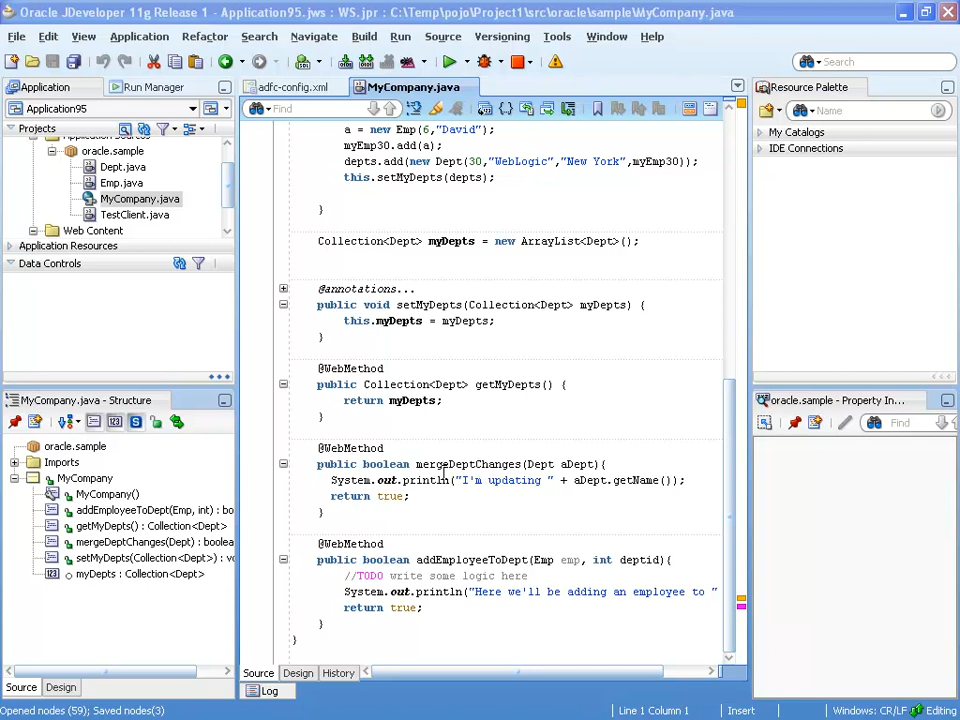 Oracle JDeveloper 11g Release 1 - Application95.jws : WS.jpr : C:\Temp\pojo\Project1\src\oracle\sample\MyCompany.java
File Edit View Application Refactor Search Navigate Build Run Source Versioning Tools Window Help
Search
Application Run Manager
adfc-config.xml MyCompany.java
Resource Palette
Application95
Find
Name
Projects
My Catalogs
IDE Connections
oracle.sample
Dept.java
Emp.java
MyCompany.java
TestClient.java
Web Content
Application Resources
Data Controls
a = new Emp(6,"David");
myEmp30.add(a);
depts.add(new Dept(30,"WebLogic","New York",myEmp30));
this.setMyDepts(depts);
}
Collection<Dept> myDepts = new ArrayList<Dept>();
@annotations...
public void setMyDepts(Collection<Dept> myDepts) {
this.myDepts = myDepts;
}
@WebMethod
public Collection<Dept> getMyDepts() {
return myDepts;
}
@WebMethod
public boolean mergeDeptChanges(Dept aDept){
System.out.println("I'm updating " + aDept.getName());
return true;
}
@WebMethod
public boolean addEmployeeToDept(Emp emp, int deptid){
//TODO write some logic here
System.out.println("Here we'll be adding an employee to "
return true;
}
}
MyCompany.java - Structure
oracle.sample
Imports
MyCompany
MyCompany()
addEmployeeToDept(Emp, int) : bo
getMyDepts() : Collection<Dept>
mergeDeptChanges(Dept) : boolean
setMyDepts(Collection<Dept>) : vo
myDepts : Collection<Dept>
Source Design
oracle.sample - Property In...
Find
Source Design History
Log
Opened nodes (59); Saved nodes(3)
Line 1 Column 1 Insert Windows: CR/LF Editing